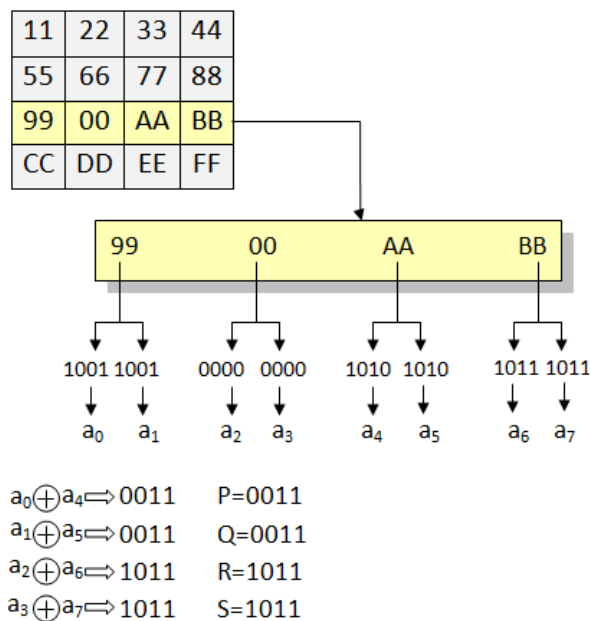 11 22 33 44
55 66 77 88
99 00 AA BB
CC DD EE FF
99 00 AA BB
1001 1001 0000 0000 1010 1010 1011 1011
a₀ a₁ a₂ a₃ a₄ a₅ a₆ a₇
a₀⊕a₄⇒0011 P=0011
a₁⊕a₅⇒0011 Q=0011
a₂⊕a₆⇒1011 R=1011
a₃⊕a₇⇒1011 S=1011